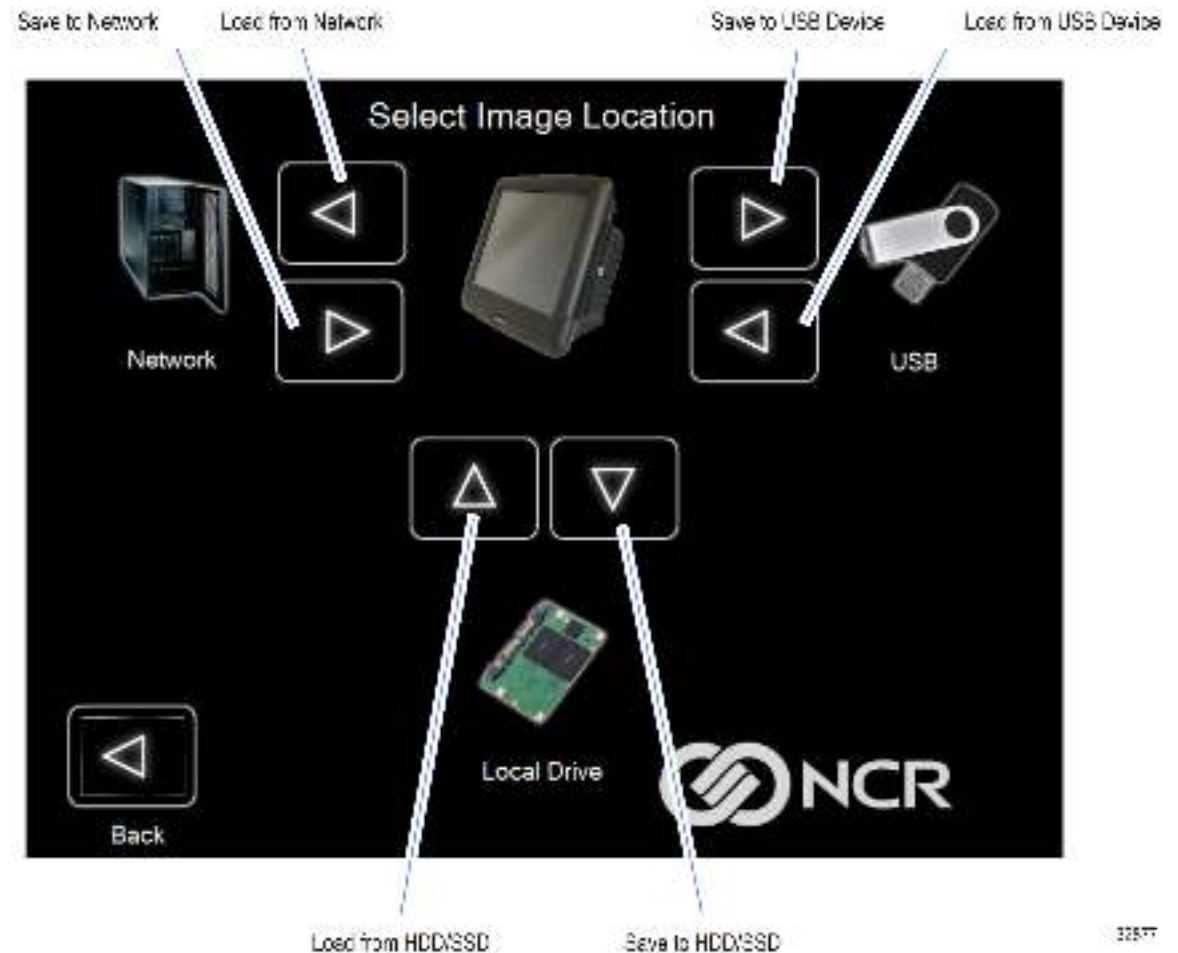 Save to Network
Load from Network
Save to USB Device
Load from USB Device
Select Image Location
Network
USB
Local Drive
NCR
Back
Load from HDD/SSD
Save to HDD/SSD